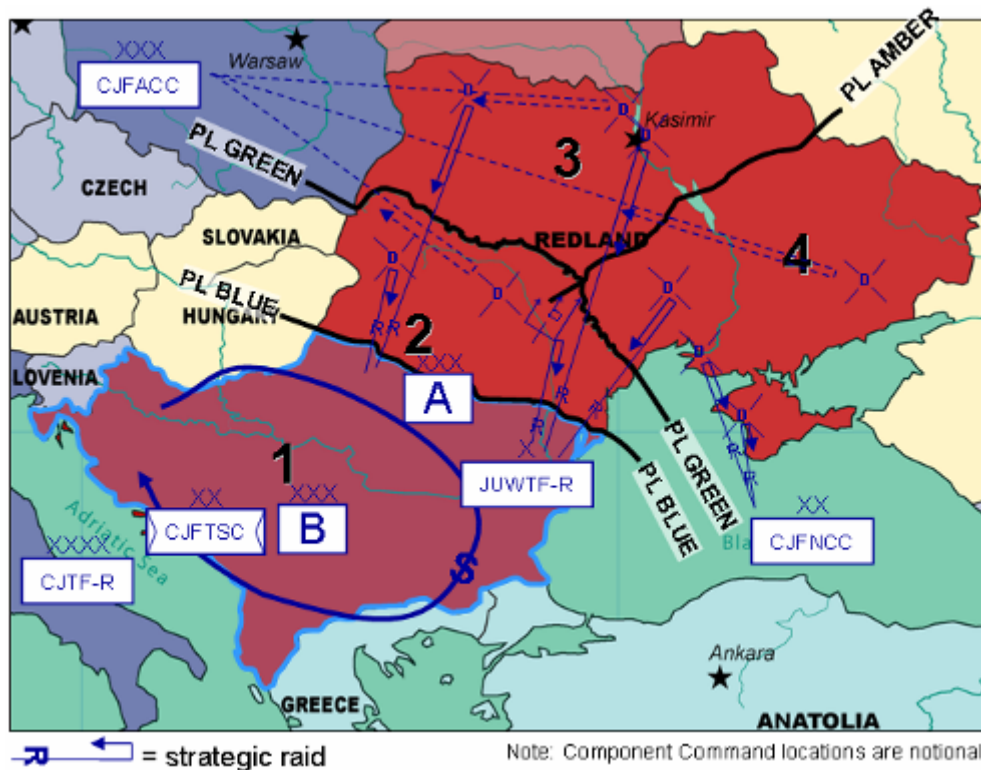 XXX
CJFACC
Warsaw
D
D
D
Kasimir
PL AMBER
PL GREEN
3
CZECH
SLOVAKIA
REDLAND
4
D
D
D
D
PL BLUE
AUSTRIA
HUNGARY
R R
2
D
LOVENIA
XXX
A
D
R
R
R
1
X
JUWTF-R
PL GREEN
PL BLUE
R
R
XX
CJFTSC
XXX
B
XX
CJFNCC
Bla
Adriatic Sea
XXXX
CJTF-R
S
Ankara
GREECE
ANATOLIA
R = strategic raid
Note: Component Command locations are notional